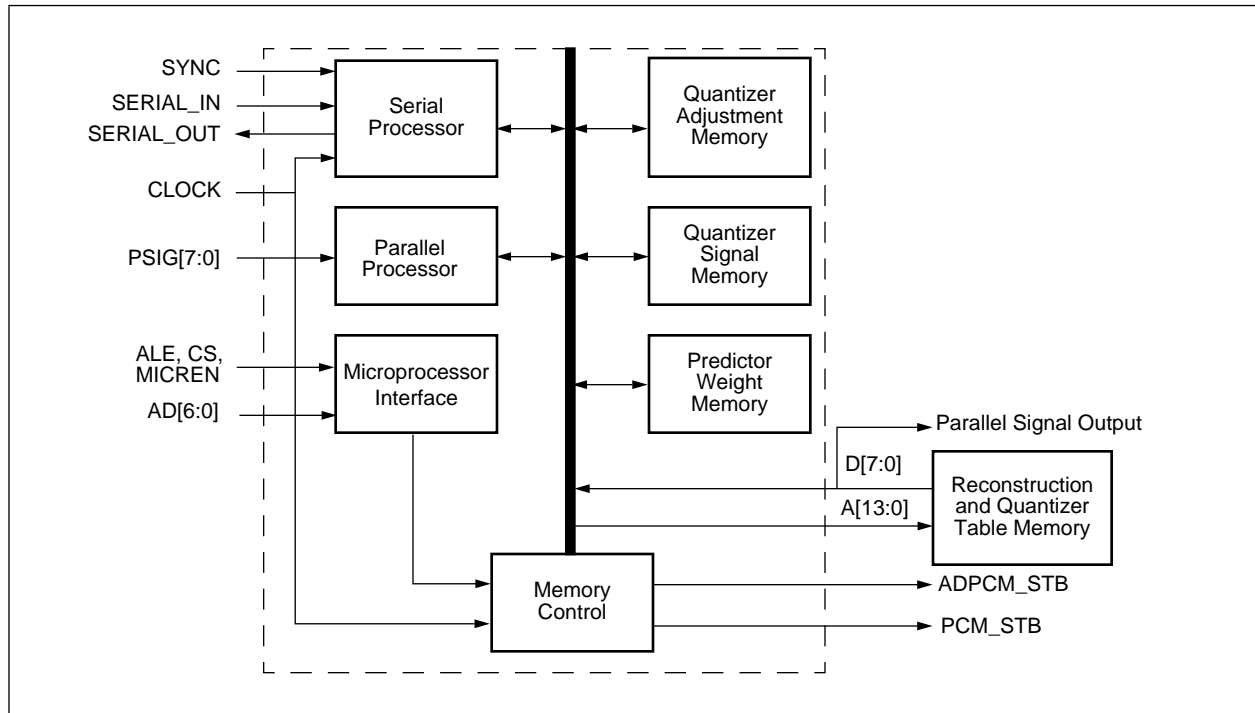 SYNC
SERIAL_IN
SERIAL_OUT
CLOCK
PSIG[7:0]
ALE, CS,
MICREN
AD[6:0]
Serial
Processor
Parallel
Processor
Microprocessor
Interface
Quantizer
Adjustment
Memory
Quantizer
Signal
Memory
Predictor
Weight
Memory
Parallel Signal Output
D[7:0]
A[13:0]
Reconstruction
and Quantizer
Table Memory
Memory
Control
ADPCM_STB
PCM_STB